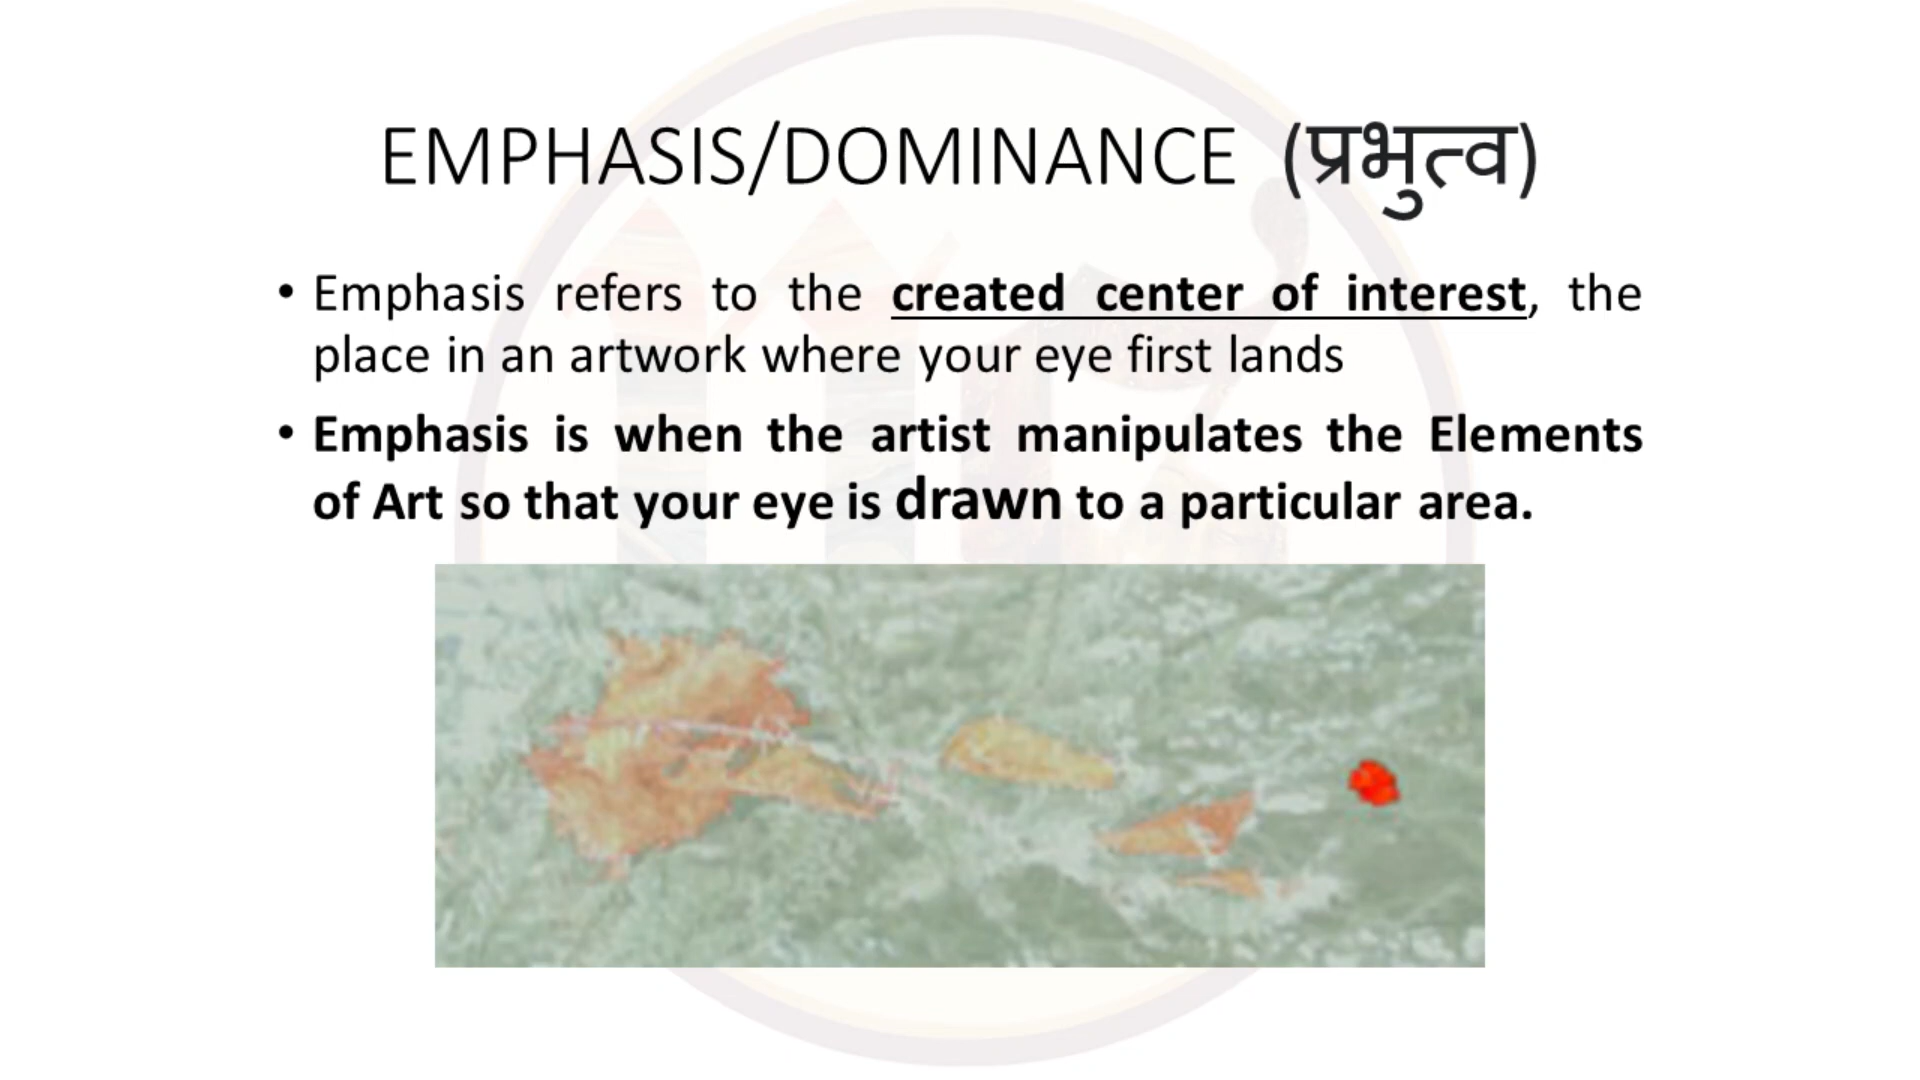 EMPHASIS/DOMINANCE (प्रभुत्व)
• Emphasis refers to the created center of interest, the
place in an artwork where your eye first lands
• Emphasis is when the artist manipulates the Elements
of Art so that your eye is drawn to a particular area.